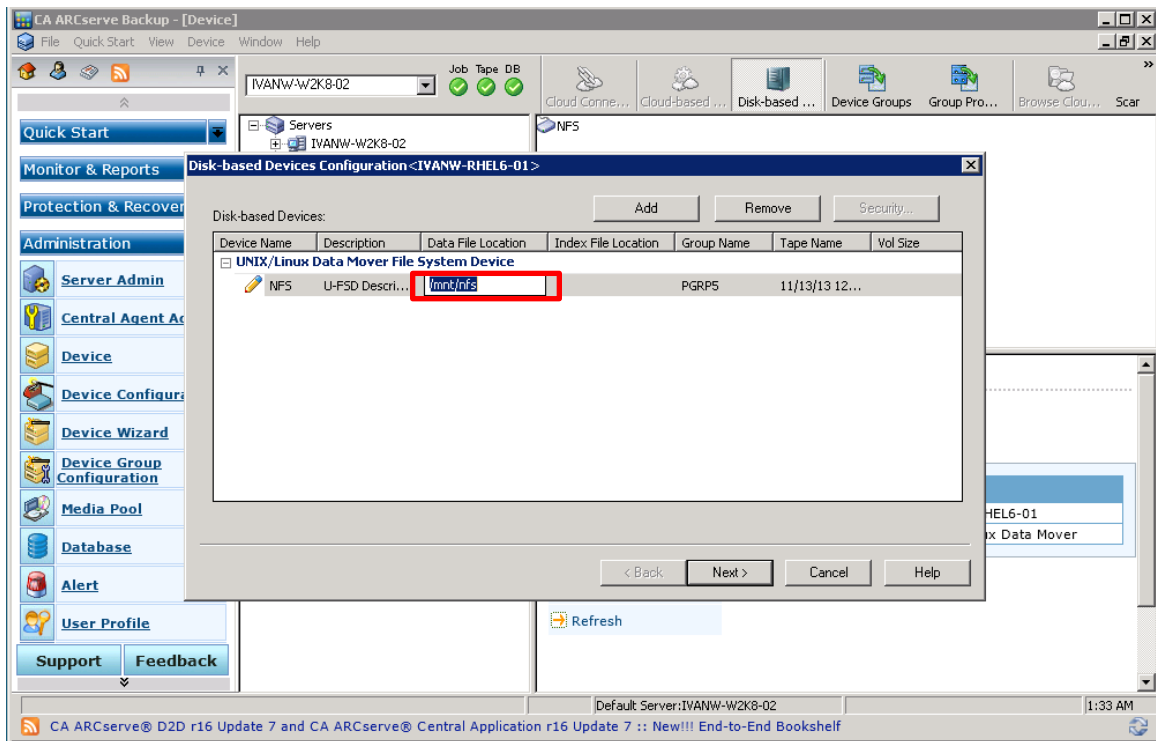 CA ARCserve Backup - [Device]
File Quick Start View Device Window Help
IVANW-W2K8-02
Job Tape DB
Cloud Conne... Cloud-based ... Disk-based ... Device Groups Group Pro... Browse Clou... Scar
»
Quick Start
Servers
IVANW-W2K8-02
NFS
Monitor & Reports
Protection & Recover
Administration
Server Admin
Central Agent Ad
Device
Device Configura
Device Wizard
Device Group
Configuration
Media Pool
Database
Alert
User Profile
Support Feedback
Disk-based Devices Configuration<IVANW-RHEL6-01>
Disk-based Devices:
Add Remove Security...
Device Name Description Data File Location Index File Location Group Name Tape Name Vol Size
UNIX/Linux Data Mover File System Device
NFS U-FSD Descri... /mnt/nfs PGRP5 11/13/13 12...
< Back Next > Cancel Help
HEL6-01
ux Data Mover
Refresh
Default Server:IVANW-W2K8-02 1:33 AM
CA ARCserve® D2D r16 Update 7 and CA ARCserve® Central Application r16 Update 7 :: New!!! End-to-End Bookshelf